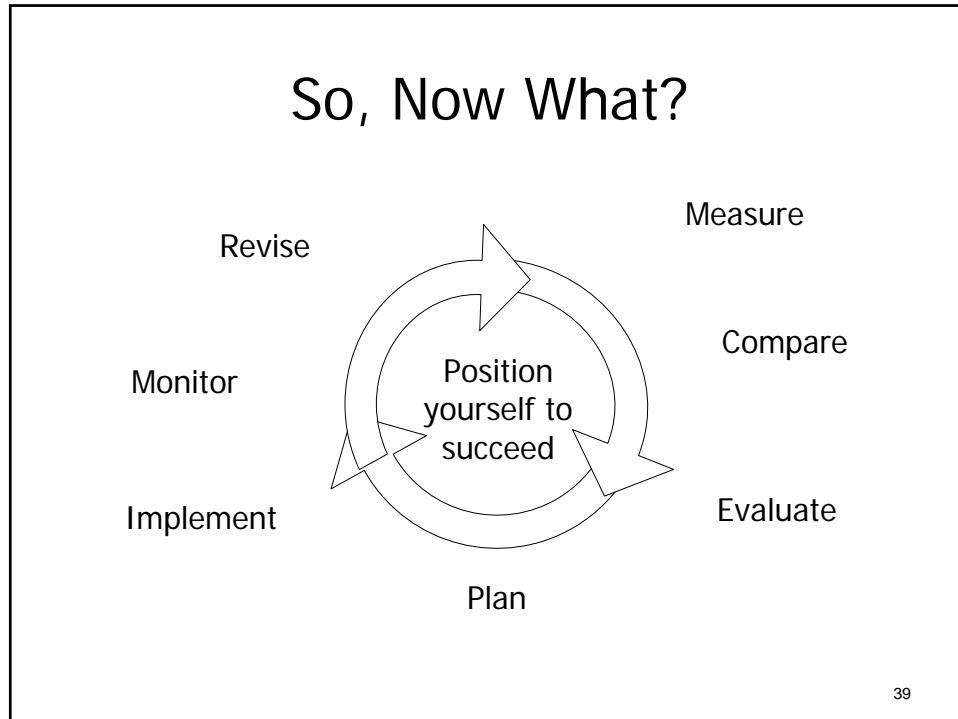 So, Now What?
Measure
Revise
Compare
Position
yourself to
succeed
Monitor
Evaluate
Implement
Plan
39